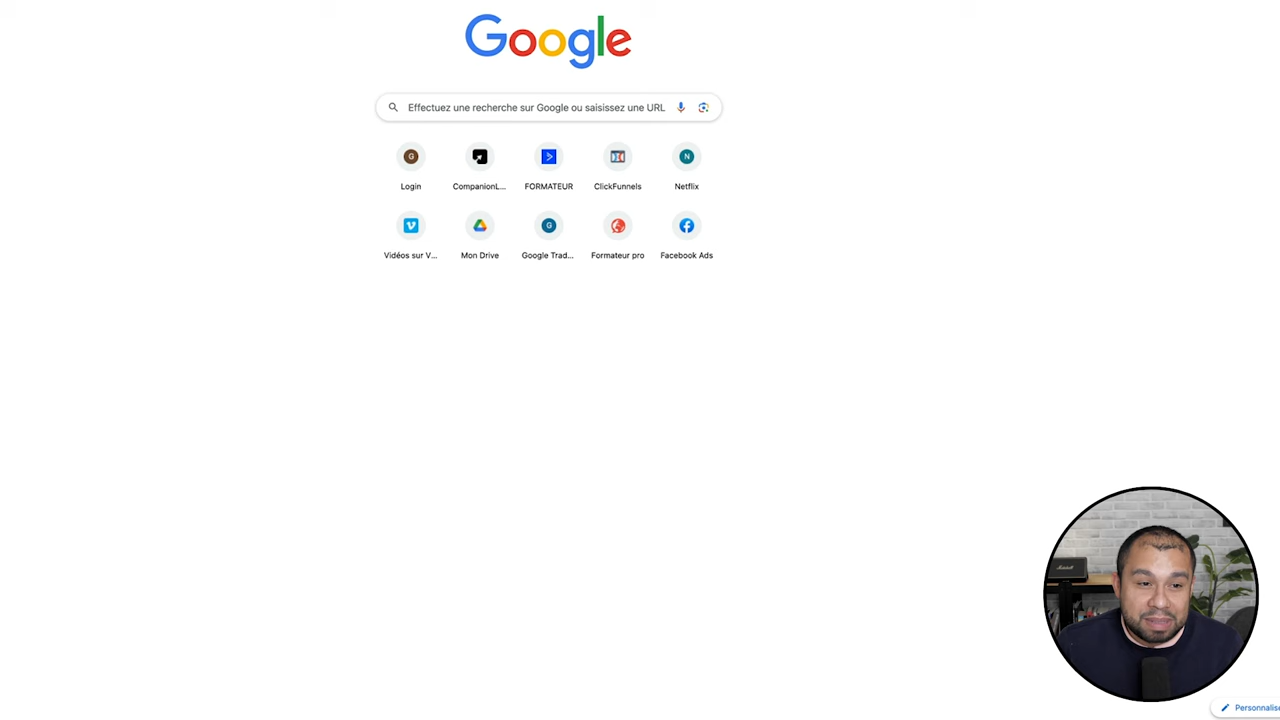 Google
Effectuez une recherche sur Google ou saisissez une URL
G
N
Login
CompanionL...
FORMATEUR
ClickFunnels
Netflix
G
Vidéos sur V...
Mon Drive
Google Trad...
Formateur pro
Facebook Ads
Marshall
Personnalise